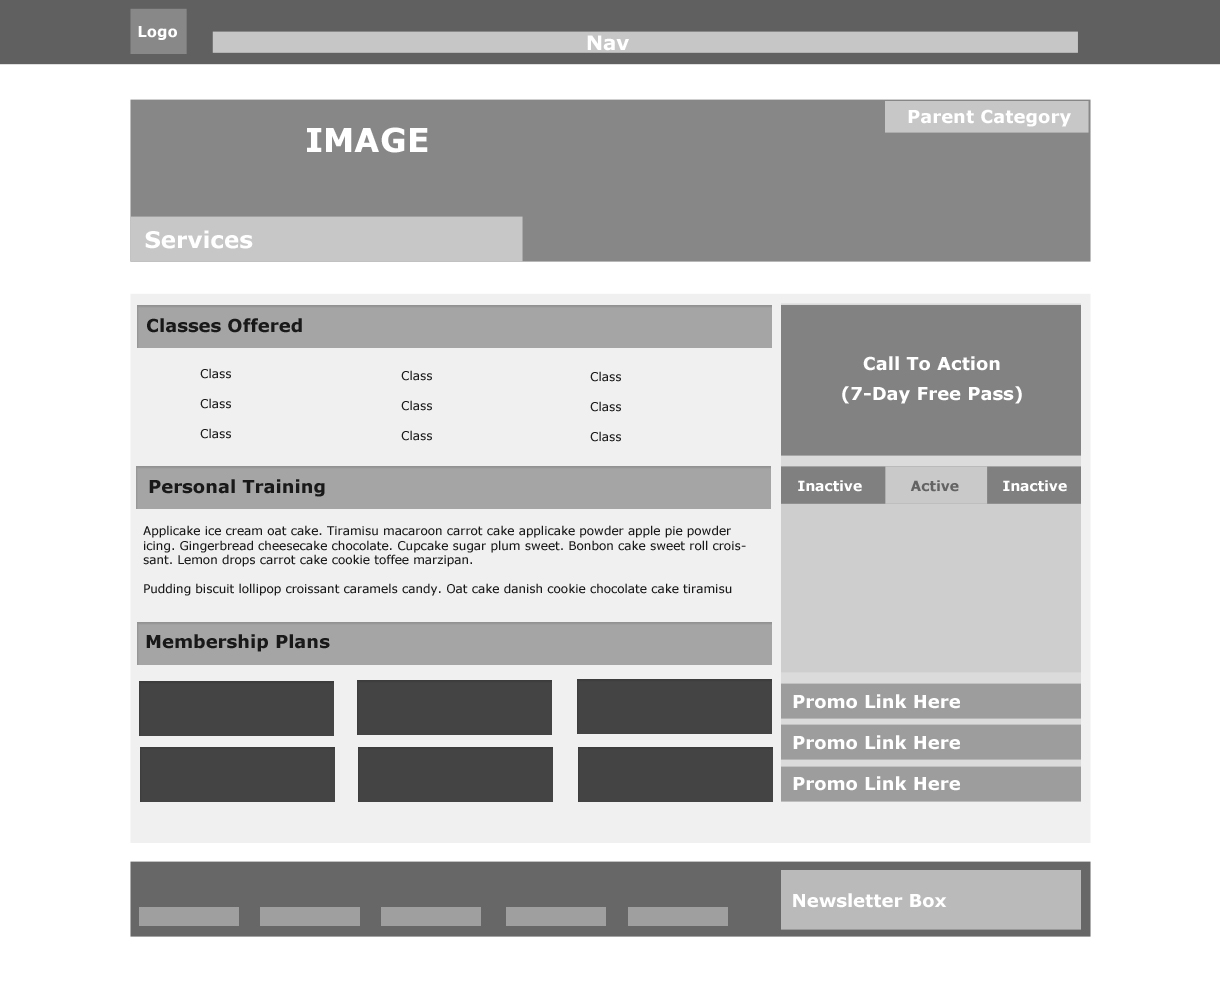 Logo
Nav
IMAGE
Parent Category
Services
Classes Offered
Class
Class
Class
Class
Class
Class
Class
Class
Class
Personal Training
Applicake ice cream oat cake. Tiramisu macaroon carrot cake applicake powder apple pie powder
icing. Gingerbread cheesecake chocolate. Cupcake sugar plum sweet. Bonbon cake sweet roll crois-
sant. Lemon drops carrot cake cookie toffee marzipan.
Pudding biscuit lollipop croissant caramels candy. Oat cake danish cookie chocolate cake tiramisu
Membership Plans
Call To Action
(7-Day Free Pass)
Inactive
Active
Inactive
Promo Link Here
Promo Link Here
Promo Link Here
Newsletter Box